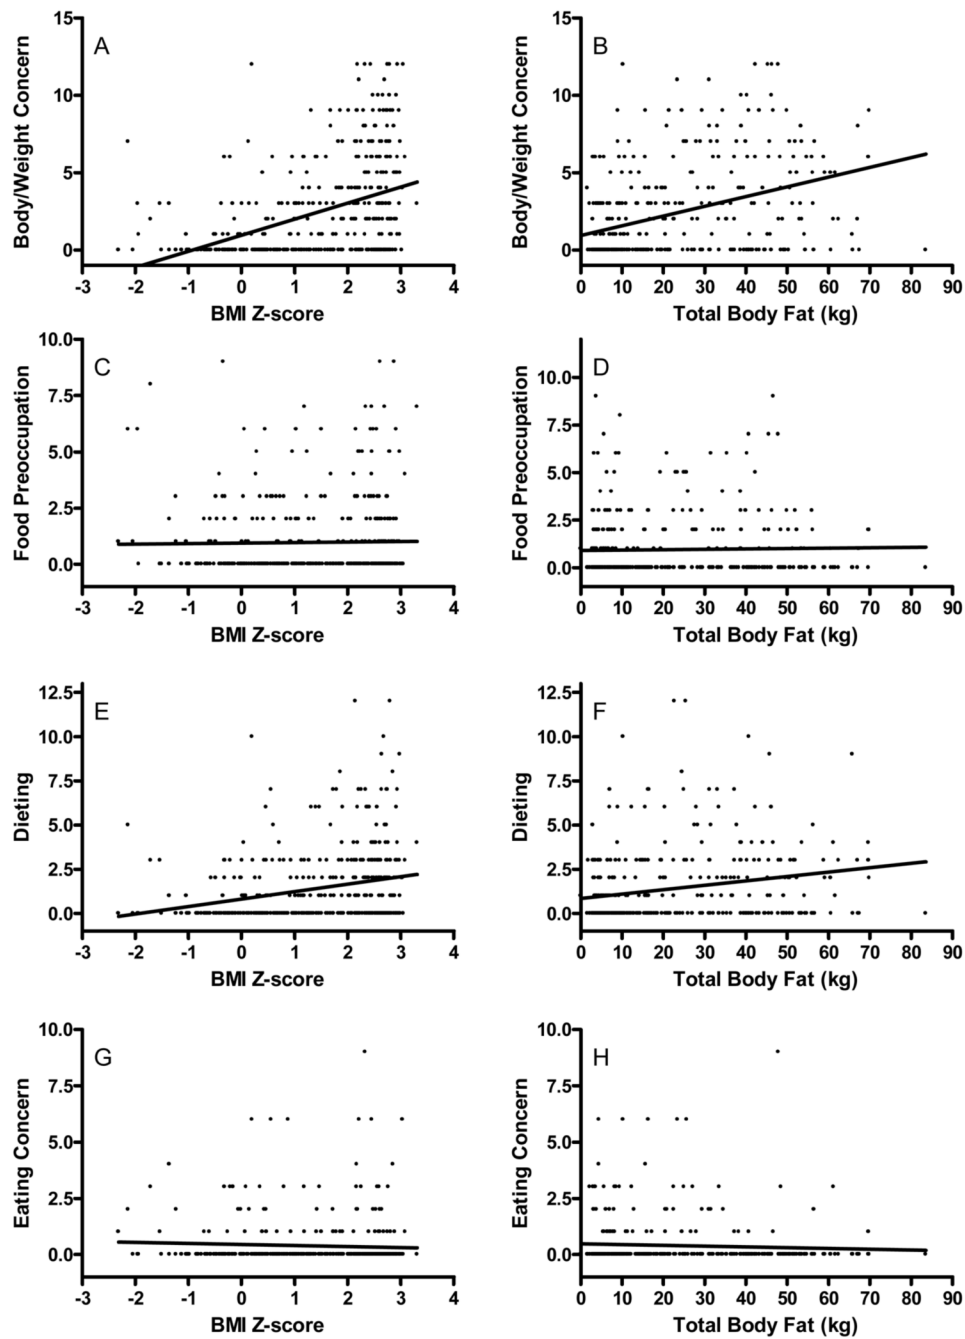 A
Body/Weight Concern
15
10
5
0
-3 -2 -1 0 1 2 3 4
BMI Z-score
B
Body/Weight Concern
15
10
5
0
0 10 20 30 40 50 60 70 80 90
Total Body Fat (kg)
C
Food Preoccupation
10.0
7.5
5.0
2.5
0.0
-3 -2 -1 0 1 2 3 4
BMI Z-score
D
Food Preoccupation
10.0
7.5
5.0
2.5
0.0
0 10 20 30 40 50 60 70 80 90
Total Body Fat (kg)
E
Dieting
12.5
10.0
7.5
5.0
2.5
0.0
-3 -2 -1 0 1 2 3 4
BMI Z-score
F
Dieting
12.5
10.0
7.5
5.0
2.5
0.0
0 10 20 30 40 50 60 70 80 90
Total Body Fat (kg)
G
Eating Concern
10.0
7.5
5.0
2.5
0.0
-3 -2 -1 0 1 2 3 4
BMI Z-score
H
Eating Concern
10.0
7.5
5.0
2.5
0.0
0 10 20 30 40 50 60 70 80 90
Total Body Fat (kg)